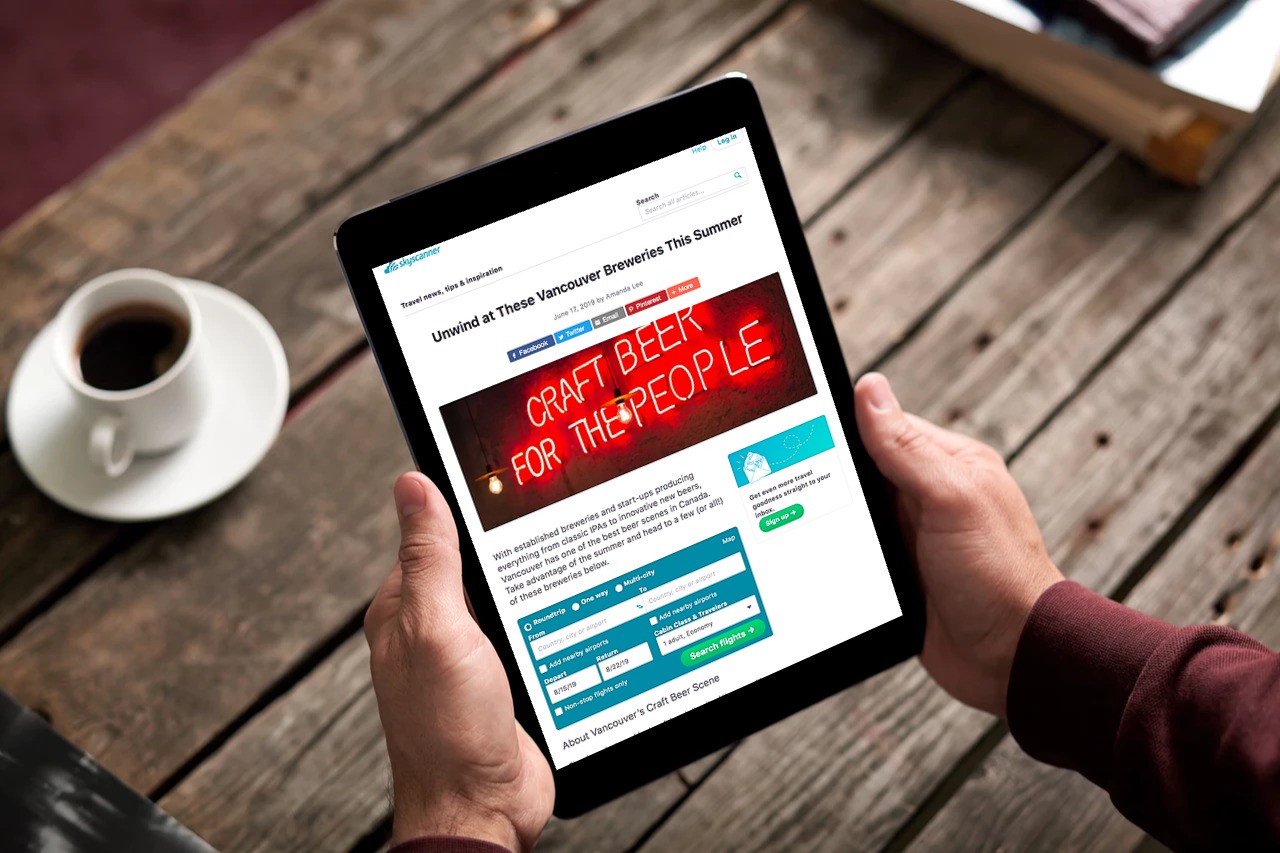 Help Log in
skyscanner
Search
Search all articles...
Travel news, tips & inspiration
Unwind at These Vancouver Breweries This Summer
June 17, 2019 by Amanda Lee
Facebook Twitter Email Pinterest + More
CRAFT BEER
FOR THE PEOPLE
With established breweries and start-ups producing
everything from classic IPAs to innovative new beers,
Vancouver has one of the best beer scenes in Canada.
Take advantage of the summer and head to a few (or all!)
of these breweries below.
Get even more travel
goodness straight to your
inbox.
Sign up →
Map
Roundtrip One way Multi-city
From
To
Country, city or airport
Country, city or airport
Add nearby airports
Add nearby airports
Depart
Return
Cabin Class & Travelers
8/15/19
8/22/19
1 adult, Economy
Non-stop flights only
Search flights →
About Vancouver's Craft Beer Scene